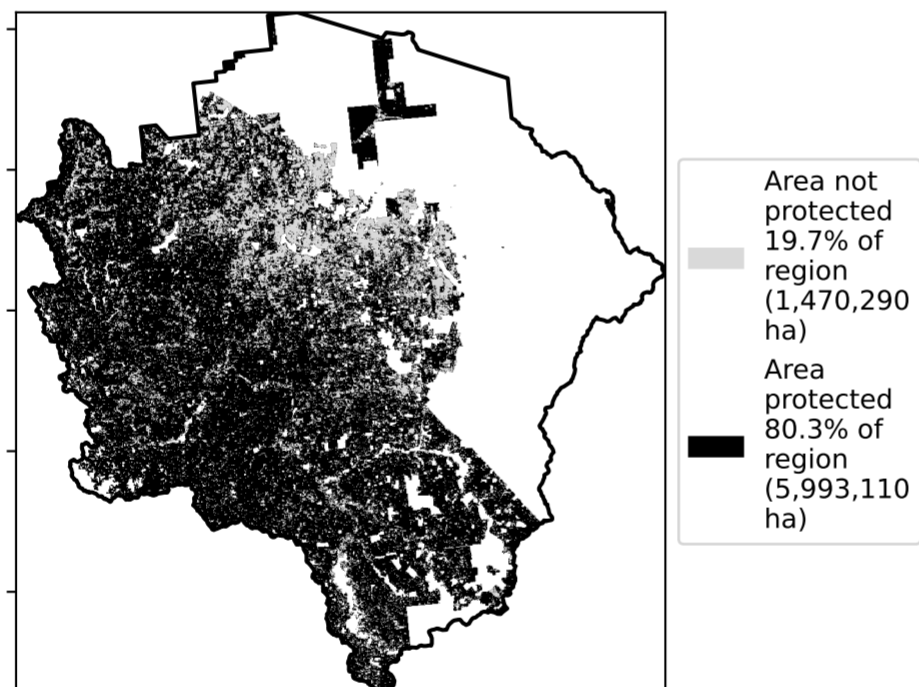 Area not
protected
19.7% of
region
(1,470,290
ha)
Area
protected
80.3% of
region
(5,993,110
ha)